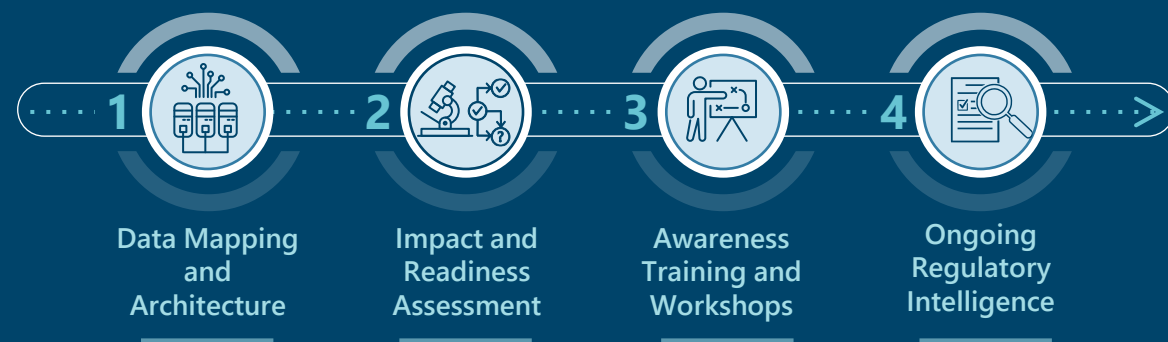 1
2
3
4
Data Mapping
and
Architecture
Impact and
Readiness
Assessment
Awareness
Training and
Workshops
Ongoing
Regulatory
Intelligence